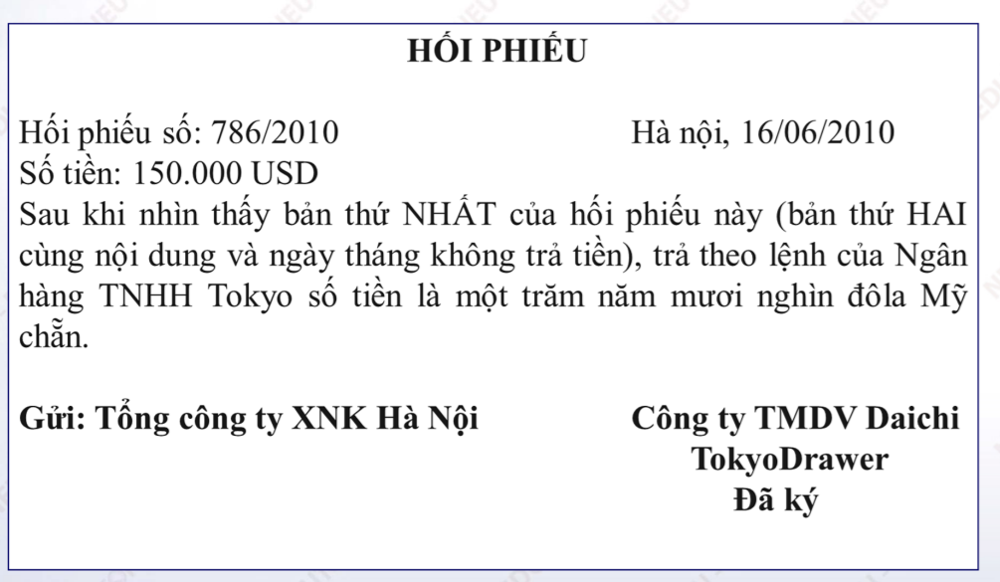 HỐI PHIẾU
Hối phiếu số: 786/2010 Hà nội, 16/06/2010
Số tiền: 150.000 USD
Sau khi nhìn thấy bản thứ NHẤT của hối phiếu này (bản thứ HAI
cùng nội dung và ngày tháng không trả tiền), trả theo lệnh của Ngân
hàng TNHH Tokyo số tiền là một trăm năm mươi nghìn đôla Mỹ
chẵn.
Gửi: Tổng công ty XNK Hà Nội Công ty TMDV Daichi
TokyoDrawer
Đã ký